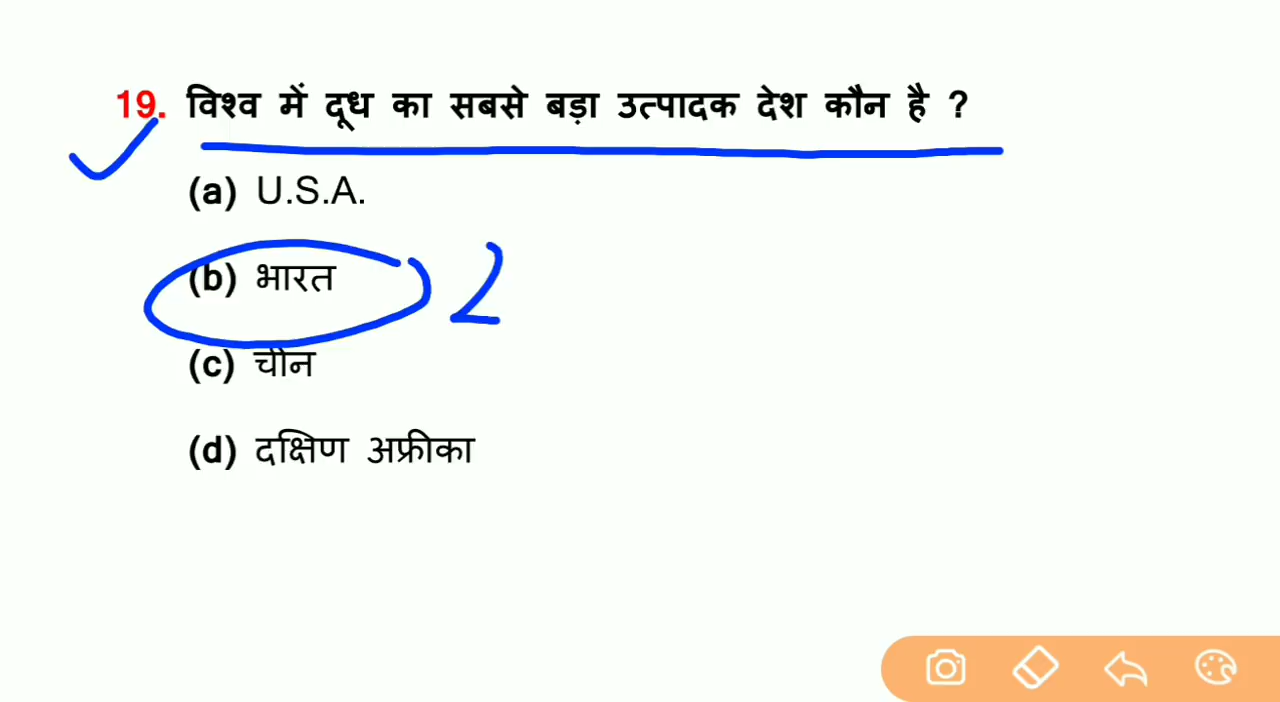 19. विश्व में दूध का सबसे बड़ा उत्पादक देश कौन है ?
(a) U.S.A.
(b) भारत
(c) चीन
(d) दक्षिण अफ्रीका